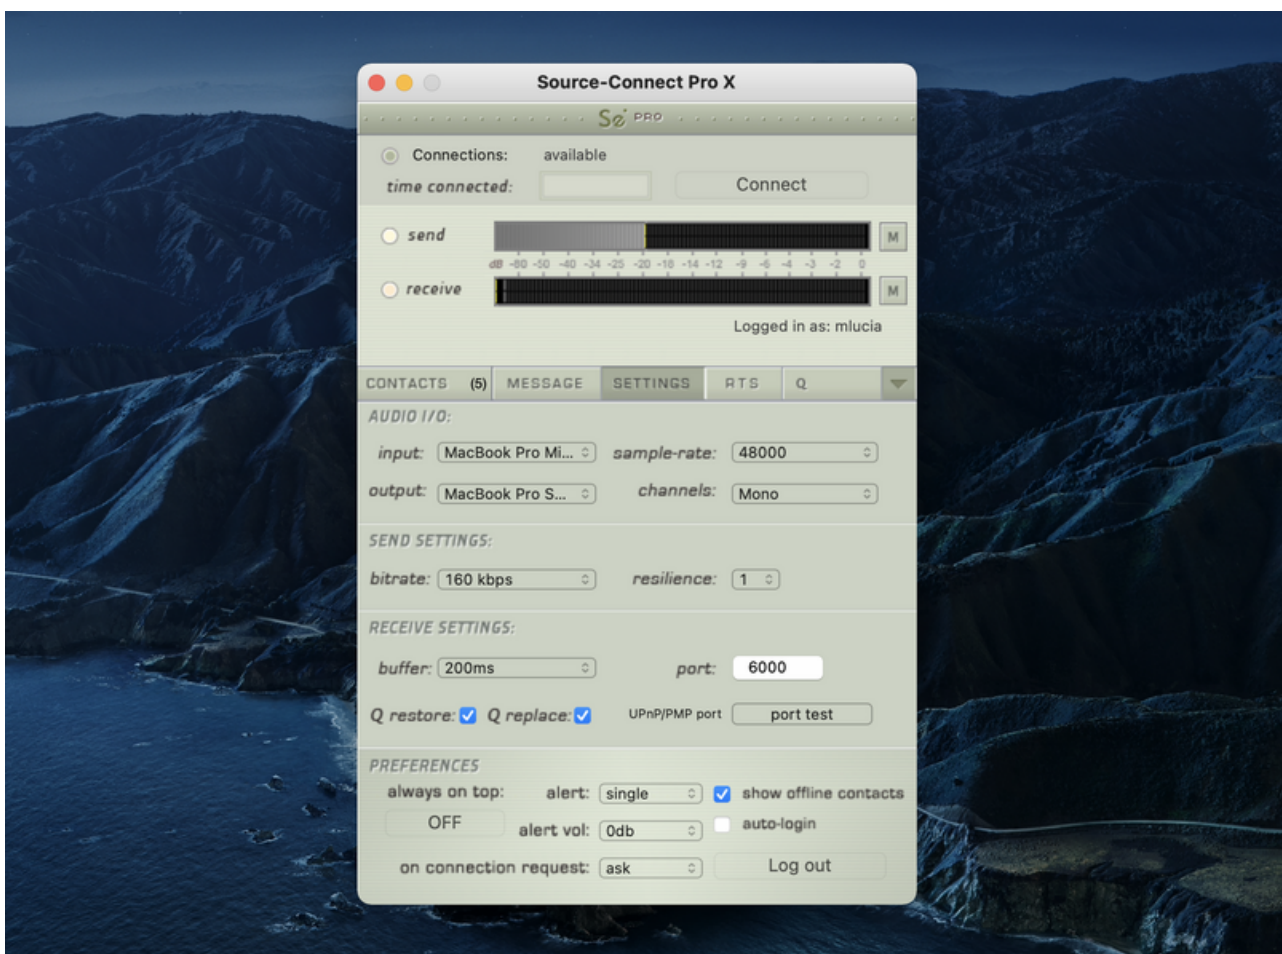 Source-Connect Pro X
PRO
Connections: available
time connected: Connect
send M
dB -60 -50 -40 -34 -25 -20 -16 -14 -12 -9 -6 -4 -3 -2 0
receive M
Logged in as: mlucia
CONTACTS (5) MESSAGE SETTINGS RTS Q
AUDIO I/O:
input: MacBook Pro Mi... sample-rate: 48000
output: MacBook Pro S... channels: Mono
SEND SETTINGS:
bitrate: 160 kbps resilience: 1
RECEIVE SETTINGS:
buffer: 200ms port: 6000
Q restore: Q replace: UPnP/PMP port port test
PREFERENCES
always on top: alert: single show offline contacts
OFF alert vol: 0db auto-login
on connection request: ask Log out